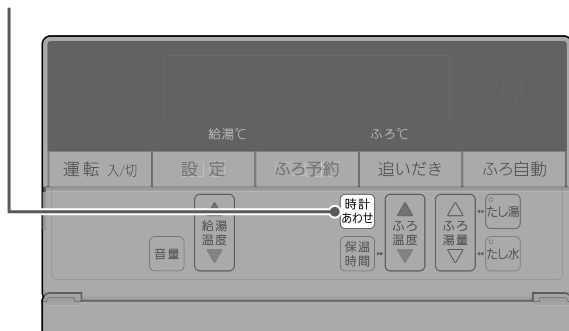 給湯℃ ふろ℃
運転 入/切 設定 ふろ予約 追いだき ふろ自動
時計
あわせ
給湯
温度
音量
保温
時間
ふろ
温度
ふろ
湯量
たし湯
たし水